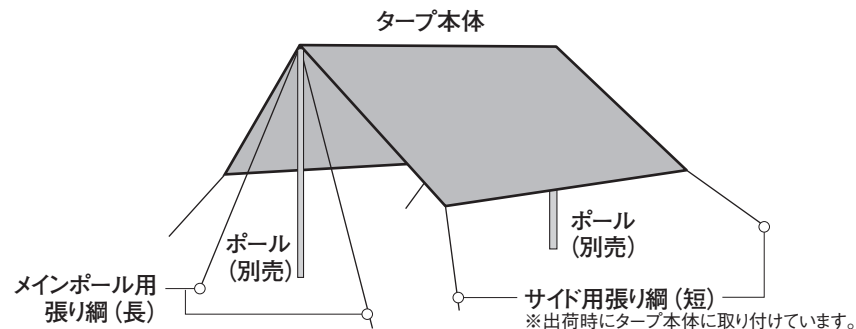 タープ本体
ポール
(別売)
ポール
(別売)
メインポール用
張り綱(長)
サイド用張り綱(短)
※出荷時にタープ本体に取り付けています。